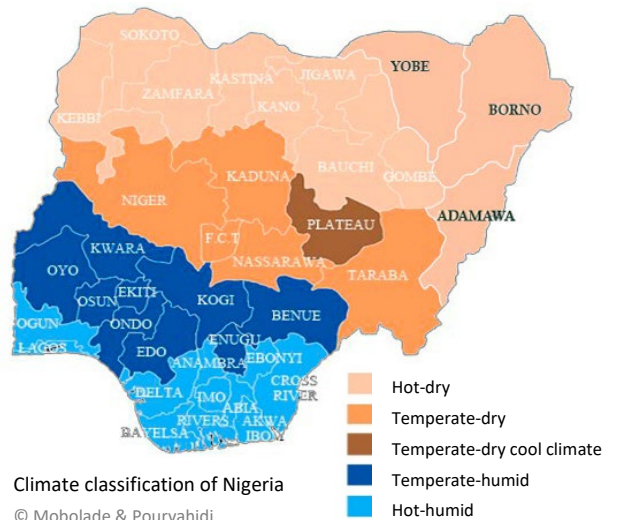 SOKOTO
KASTINA
JIGAWA
YOBE
ZAMFARA
KANO
BORNO
KEBBI
BAUCHI
GOMBE
KADUNA
NIGER
PLATEAU
ADAMAWA
F.C.T
NASSARAWA
TARABA
KWARA
OYO
OSUN
EKITI
KOGI
BENUE
OGUN
ONDO
LAGOS
EDO
ENUGU
ANAMBRA
EBONYI
CROSS
RIVER
DELTA
IMO
ABIA
RIVERS
AKWA
IBOM
BAYELSA
Hot-dry
Temperate-dry
Temperate-dry cool climate
Temperate-humid
Hot-humid
Climate classification of Nigeria
© Mobolade & Pourvahidi